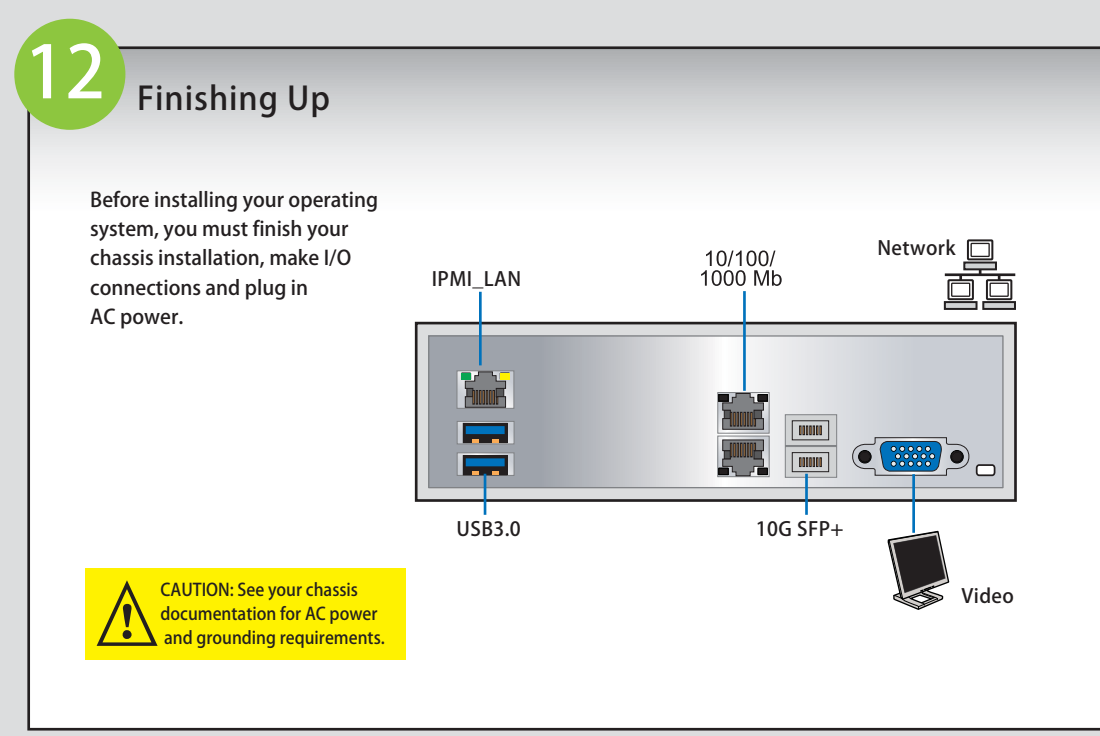 12
Finishing Up
Before installing your operating
system, you must finish your
chassis installation, make I/O
connections and plug in
AC power.
IPMI_LAN
10/100/
1000 Mb
Network
USB3.0
10G SFP+
Video
CAUTION: See your chassis
documentation for AC power
and grounding requirements.